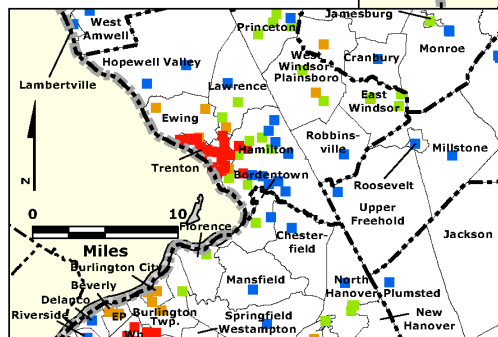 Jamesburg
West
Amwell
Princeton
Monroe
Hopewell Valley
West
Windsor-
Plainsboro
Cranbury
Lambertville
Lawrence
East
Windsor
Ewing
Robbins-
ville
Hamilton
Millstone
Trenton
Bordentown
Roosevelt
N
Upper
Freehold
0
10
Miles
Florence
Chester-
field
Jackson
Burlington City
Beverly
Delanco
Riverside
EP
Burlington
Twp.
Mansfield
North
Hanover
Plumsted
Springfield
Westampton
New
Hanover